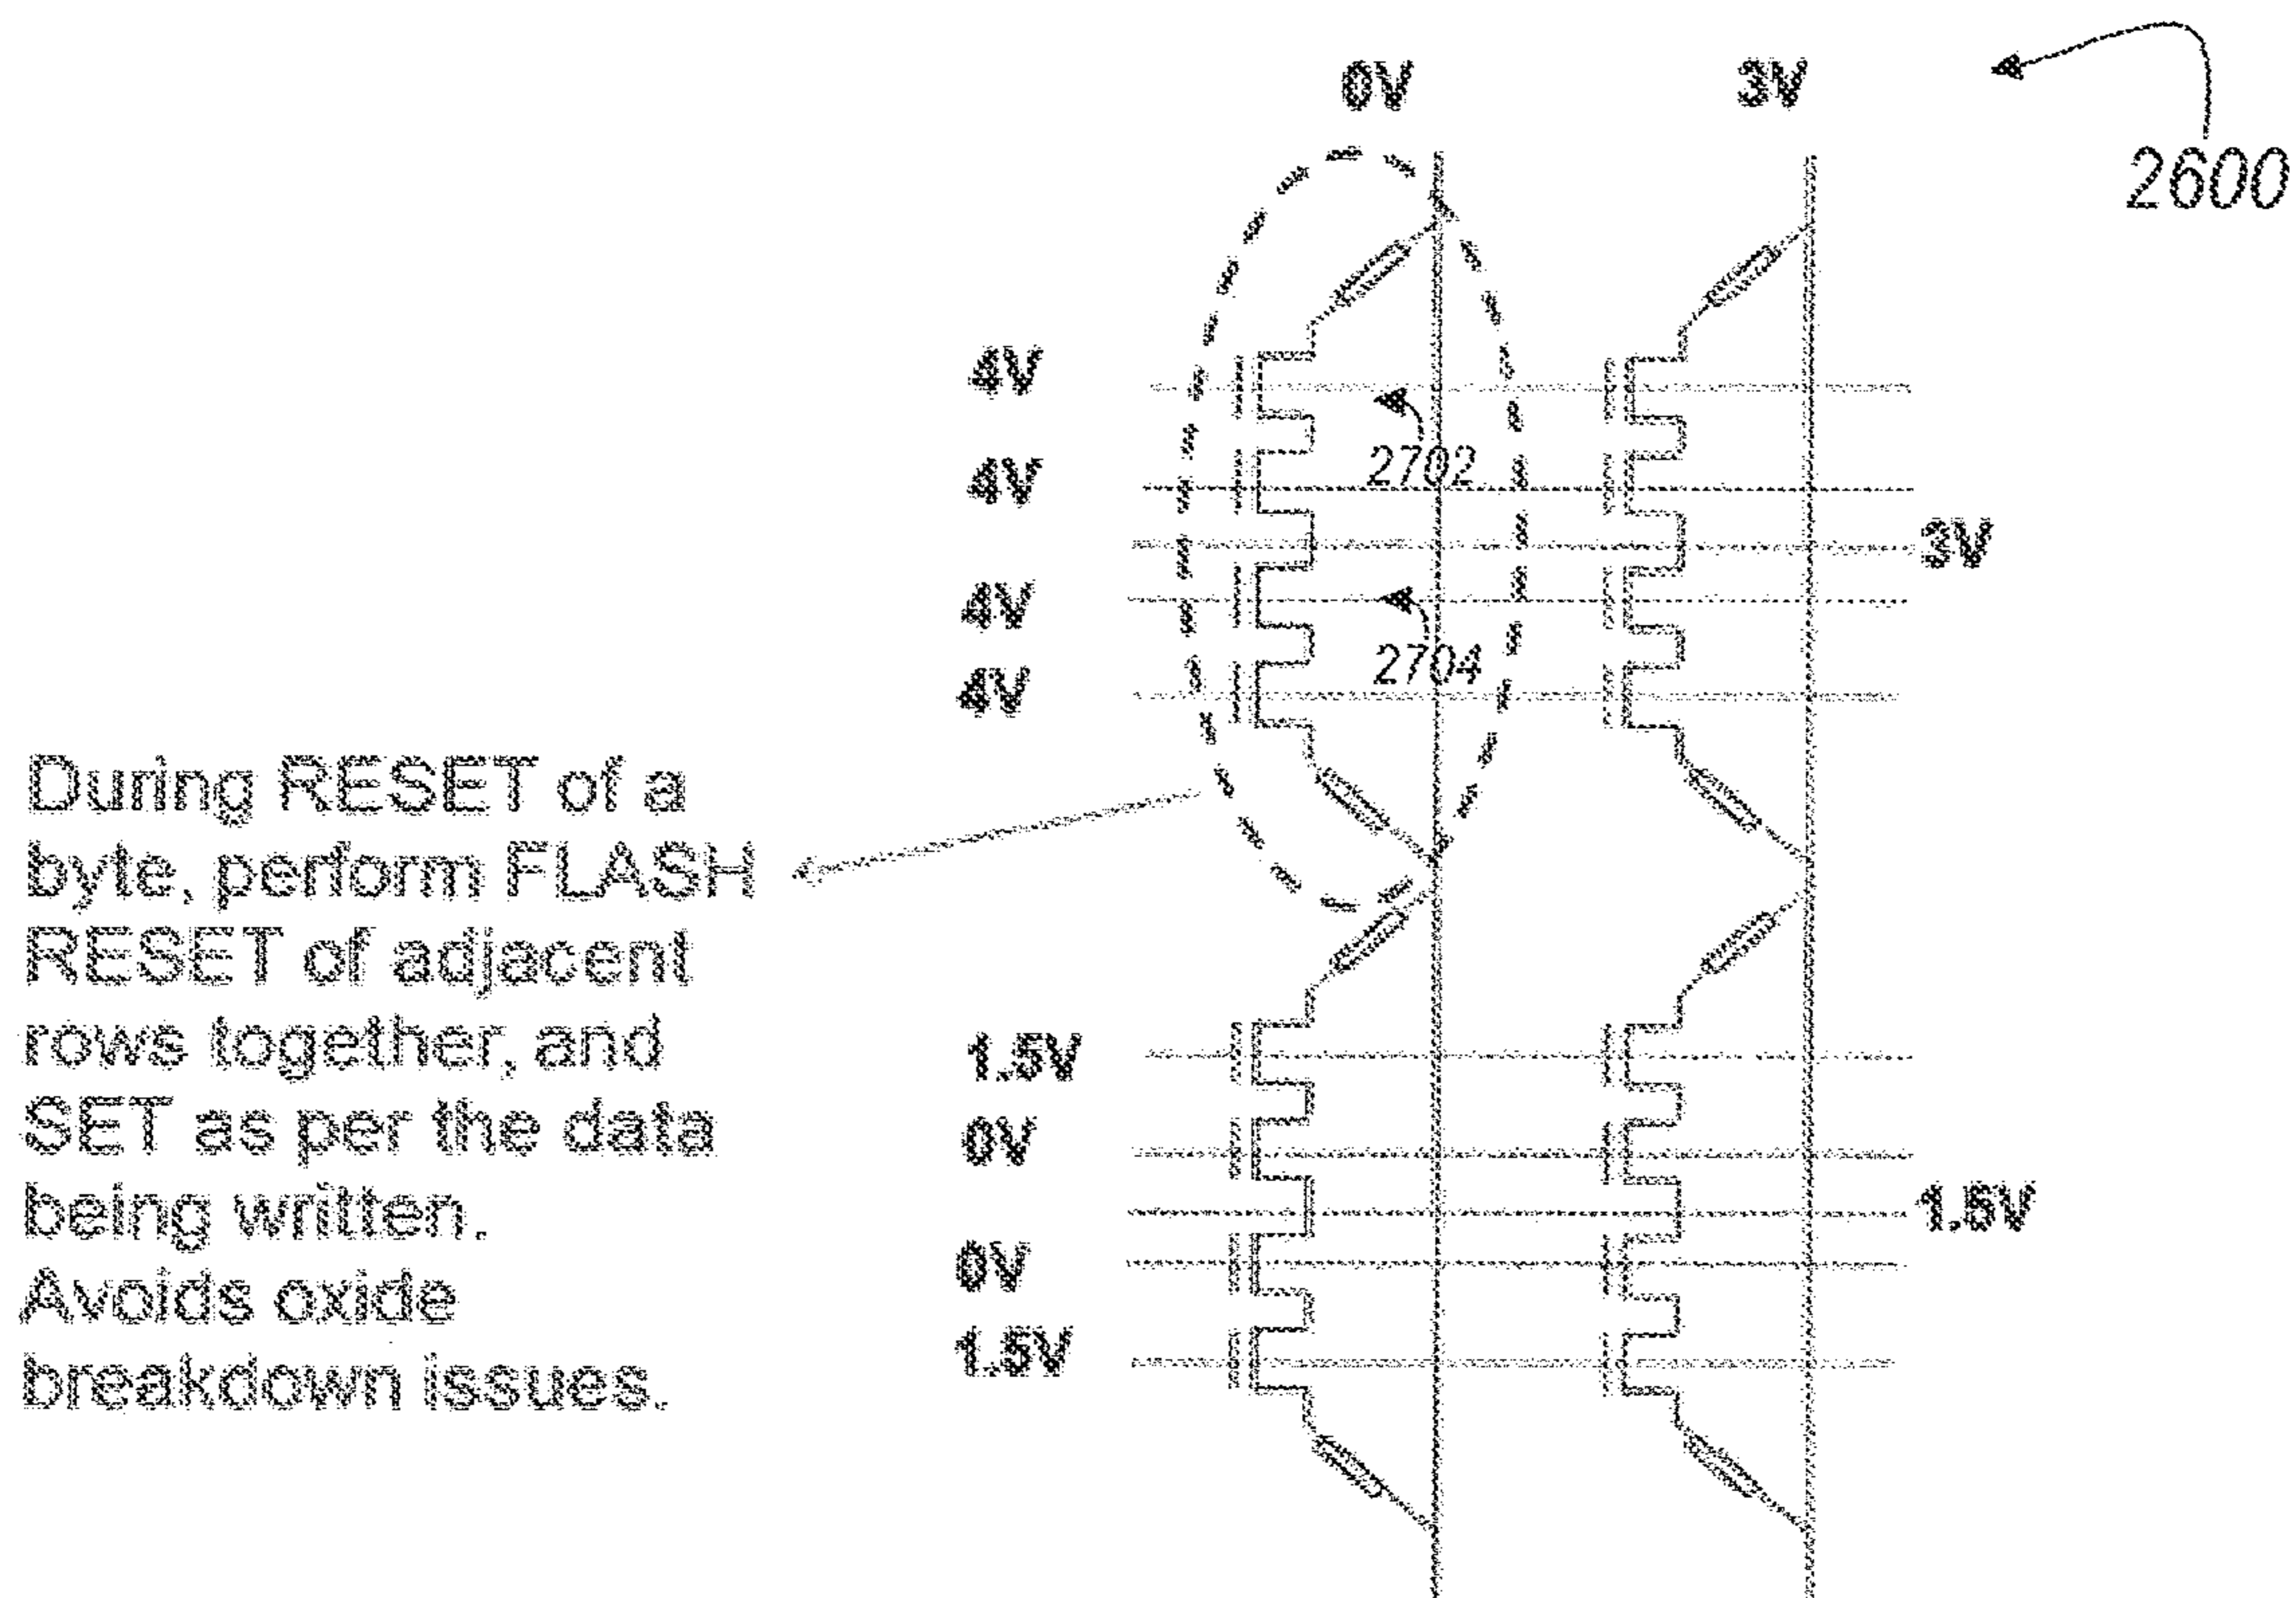 0V 3V
2600
4V
2702
4V
3V
4V
2704
4V
During RESET of a
byte, perform FLASH
RESET of adjacent
rows together, and
SET as per the data
being written.
Avoids oxide
breakdown issues.
1.5V
0V
1.5V
0V
1.5V